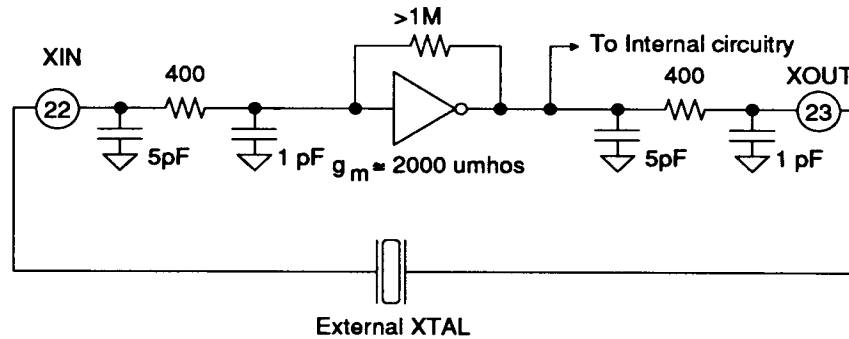 >1M
To Internal circuitry
XIN
400
400
XOUT
22
23
5pF
1 pF
gm ≃ 2000 umhos
5pF
1 pF
External XTAL